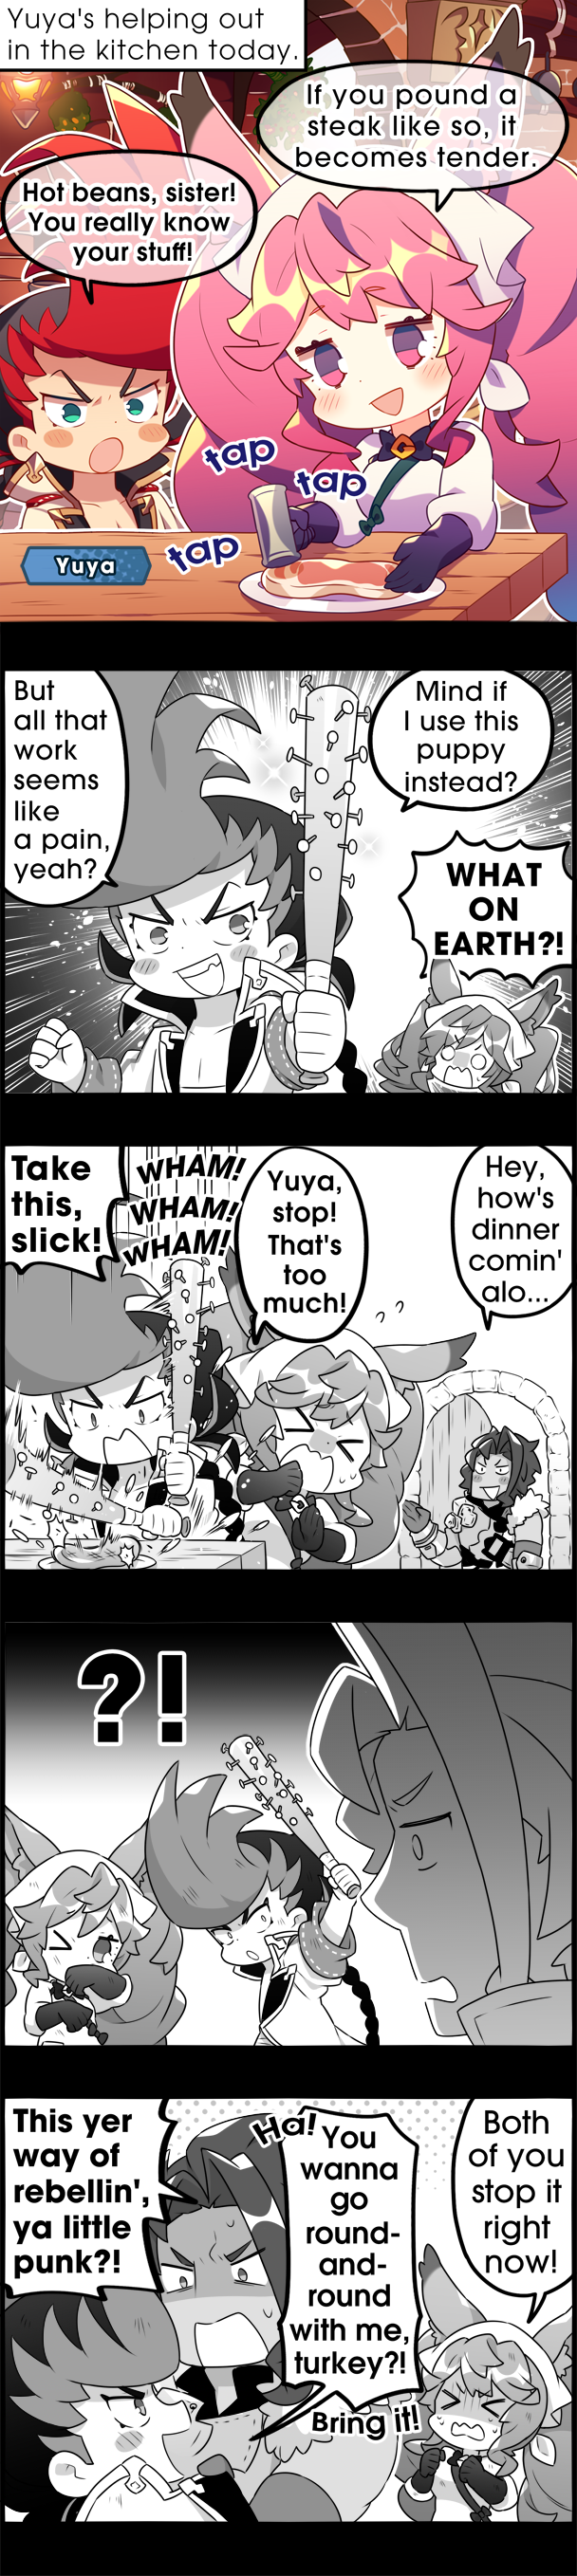 Yuya's helping out
in the kitchen today.
If you pound a
steak like so, it
becomes tender.
Hot beans, sister!
You really know
your stuff!
tap
tap
tap
Yuya
But
all that
work
seems
like
a pain,
yeah?
Mind if
I use this
puppy
instead?
WHAT
ON
EARTH?!
Take
this,
slick!
WHAM!
WHAM!
WHAM!
Yuya,
stop!
That's
too
much!
Hey,
how's
dinner
comin'
alo...
?!
This yer
way of
rebellin',
ya little
punk?!
Ha!
You
wanna
go
round-
and-
round
with me,
turkey?!
Bring it!
Both
of you
stop it
right
now!